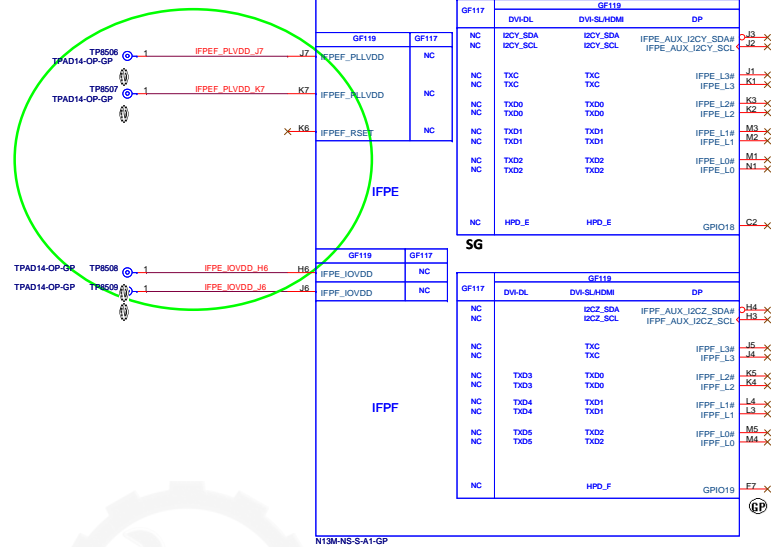 GF119
GF117 DVI-DL DVI-SL/HDMI DP
NC I2CY_SDA I2CY_SDA IFPE_AUX_I2CY_SDA# J3
NC I2CY_SCL I2CY_SCL IFPE_AUX_I2CY_SCL J2
NC TXC TXC IFPE_L3# J1
NC TXC TXC IFPE_L3 K1
NC TXD0 TXD0 IFPE_L2# K3
NC TXD0 TXD0 IFPE_L2 K2
NC TXD1 TXD1 IFPE_L1# M3
NC TXD1 TXD1 IFPE_L1 M2
NC TXD2 TXD2 IFPE_L0# M1
NC TXD2 TXD2 IFPE_L0 N1
NC HPD_E GPIO18 C2
GF119 GF117
TP8506 1 IFPEF_PLVDD_J7 J7 IFPEF_PLLVDD NC
TPAD14-OP-GP
TP8507 1 IFPEF_PLVDD_K7 K7 IFPEF_PLLVDD NC
TPAD14-OP-GP
K6 IFPEF_RSET NC
IFPE
SG
GF119 GF117
TPAD14-OP-GP TP8508 1 IFPE_IOVDD_H6 H6 IFPE_IOVDD NC
TPAD14-OP-GP TP8509 1 IFPE_IOVDD_J6 J6 IFPF_IOVDD NC
IFPF
GF119
GF117 DVI-DL DVI-SL/HDMI DP
NC I2CZ_SDA IFPF_AUX_I2CZ_SDA# H4
NC I2CZ_SCL IFPF_AUX_I2CZ_SCL H3
NC TXC IFPF_L3# J5
NC TXC IFPF_L3 J4
NC TXD3 TXD0 IFPF_L2# K5
NC TXD3 TXD0 IFPF_L2 K4
NC TXD4 TXD1 IFPF_L1# L4
NC TXD4 TXD1 IFPF_L1 L3
NC TXD5 TXD2 IFPF_L0# M5
NC TXD5 TXD2 IFPF_L0 M4
NC HPD_F GPIO19 F7
GP
N13M-NS-S-A1-GP